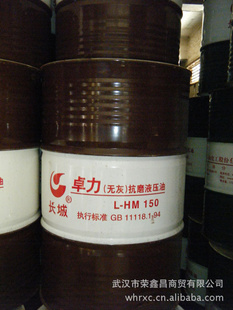 卓力(无灰)抗磨液压油
L-HM 150
长城®
执行标准 GB 11118.1-94
武汉市荣鑫昌商贸有限公司
whrxc.cn.alibaba.com